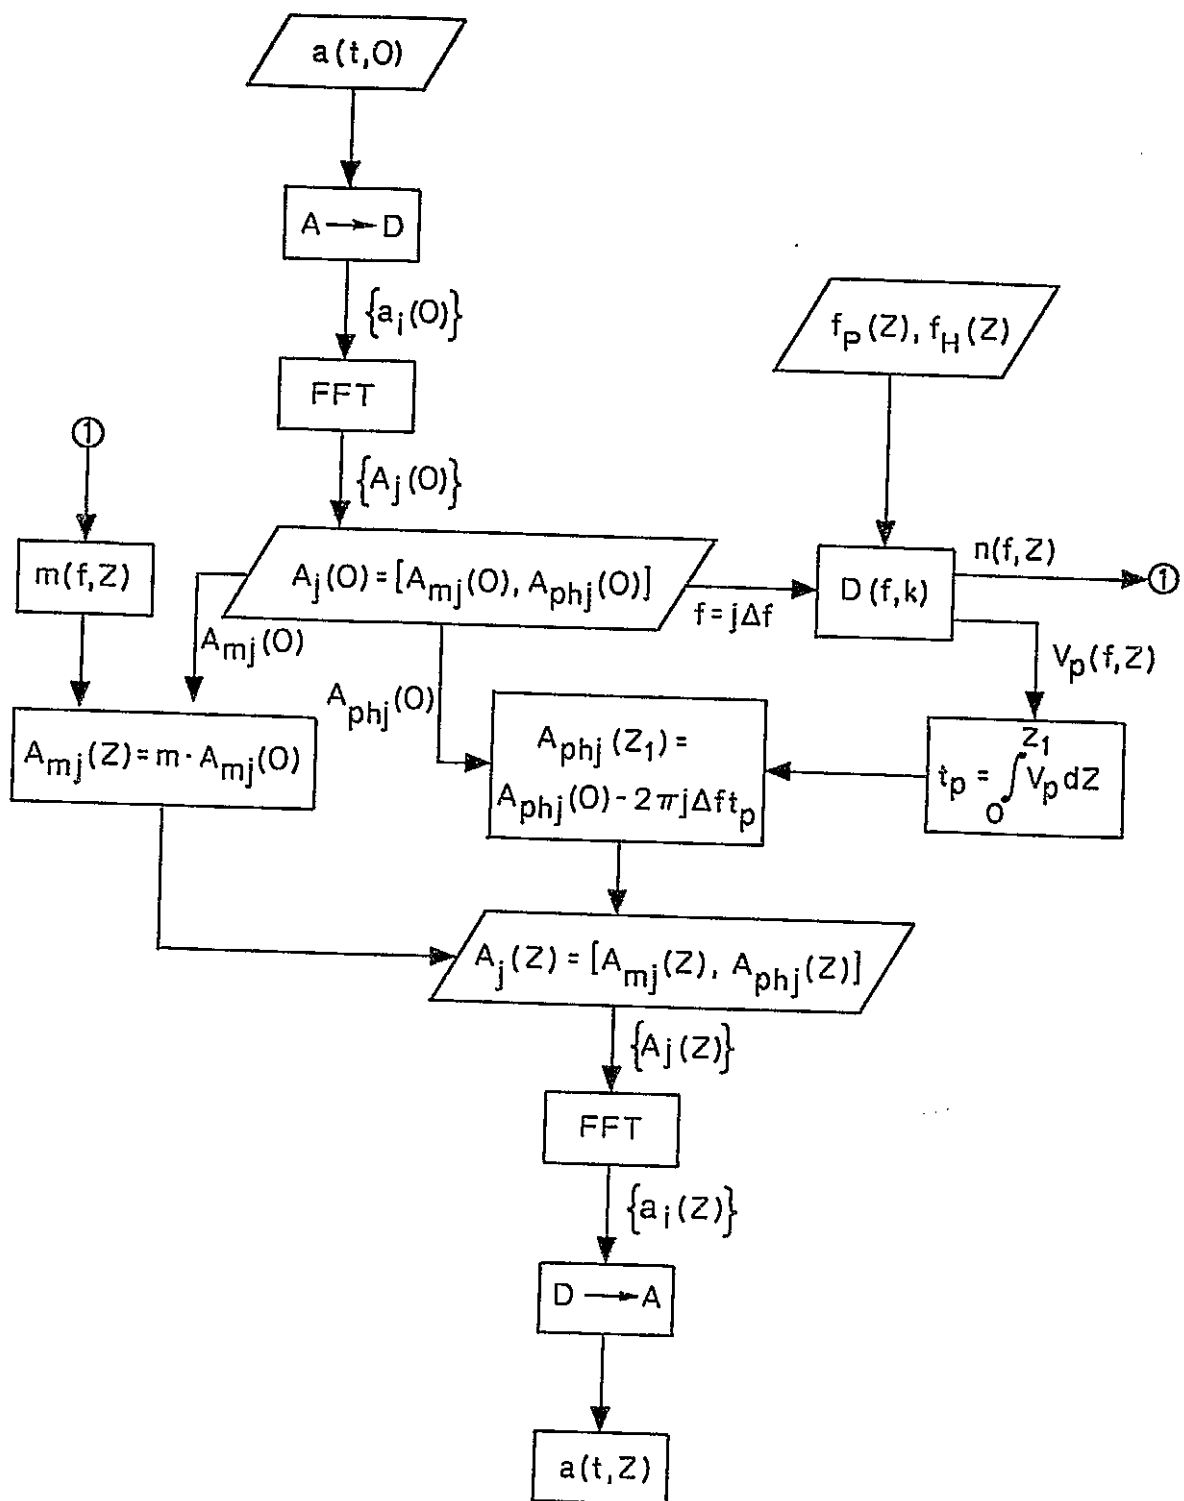 a(t,0)
A → D
{a_i(0)}
f_P(Z), f_H(Z)
FFT
①
{A_j(0)}
n(f,Z)
m(f,Z)
A_j(0) = [A_mj(0), A_phj(0)]
f = jΔf
D(f,k)
①
A_mj(0)
V_p(f,Z)
A_phj(0)
A_mj(Z) = m · A_mj(0)
A_phj(Z_1) =
A_phj(0) - 2πjΔft_p
t_p = ∫_0^Z_1 V_p dZ
A_j(Z) = [A_mj(Z), A_phj(Z)]
{A_j(Z)}
FFT
{a_i(Z)}
D → A
a(t,Z)